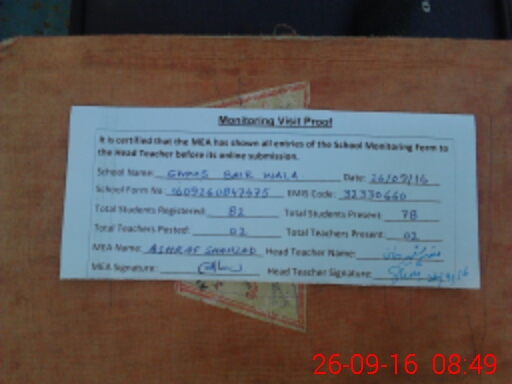 Monitoring Visit Proof
It is certified that the MEA has shown all entries of the School Monitoring Form to
the Head Teacher before its online submission.
School Name: GMMS BAIR WALA Date: 26/09/16
School Form No 1609260842475 EMIS Code: 32330660
Total Students Registered: 82 Total Students Present: 78
Total Teachers Posted: 02 Total Teachers Present: 02
MEA Name: ASHRAF SHAHZAD Head Teacher Name:
MEA Signature: Head Teacher Signature:
26-09-16 08:49